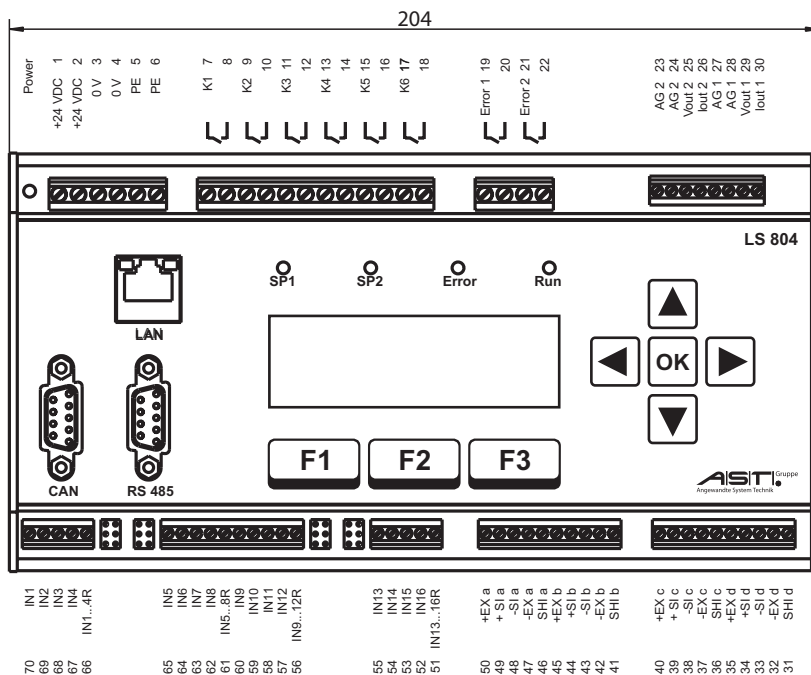 204
Power
+24 VDC 1
+24 VDC 2
0 V 3
0 V 4
PE 5
PE 6
K1 7
8
K2 9
10
K3 11
12
K4 13
14
K5 15
16
K6 17
18
Error 1 19
20
Error 2 21
22
AG 2 23
AG 2 24
Vout 2 25
Iout 2 26
AG 1 27
AG 1 28
Vout 1 29
Iout 1 30
LS 804
LAN
SP1
SP2
Error
Run
OK
CAN
RS 485
F1
F2
F3
AST Gruppe
Angewandte System Technik
70 IN1
69 IN2
68 IN3
67 IN4
66 IN1...4R
65 IN5
64 IN6
63 IN7
62 IN8
61 IN5...8R
60 IN9
59 IN10
58 IN11
57 IN12
56 IN9...12R
55 IN13
54 IN14
53 IN15
52 IN16
51 IN13...16R
50 +EX a
49 + SI a
48 -SI a
47 -EX a
46 SHI a
45 +EX b
44 +SI b
43 -SI b
42 -EX b
41 SHI b
40 +EX c
39 + SI c
38 -SI c
37 -EX c
36 SHI c
35 +EX d
34 +SI d
33 -SI d
32 -EX d
31 SHI d